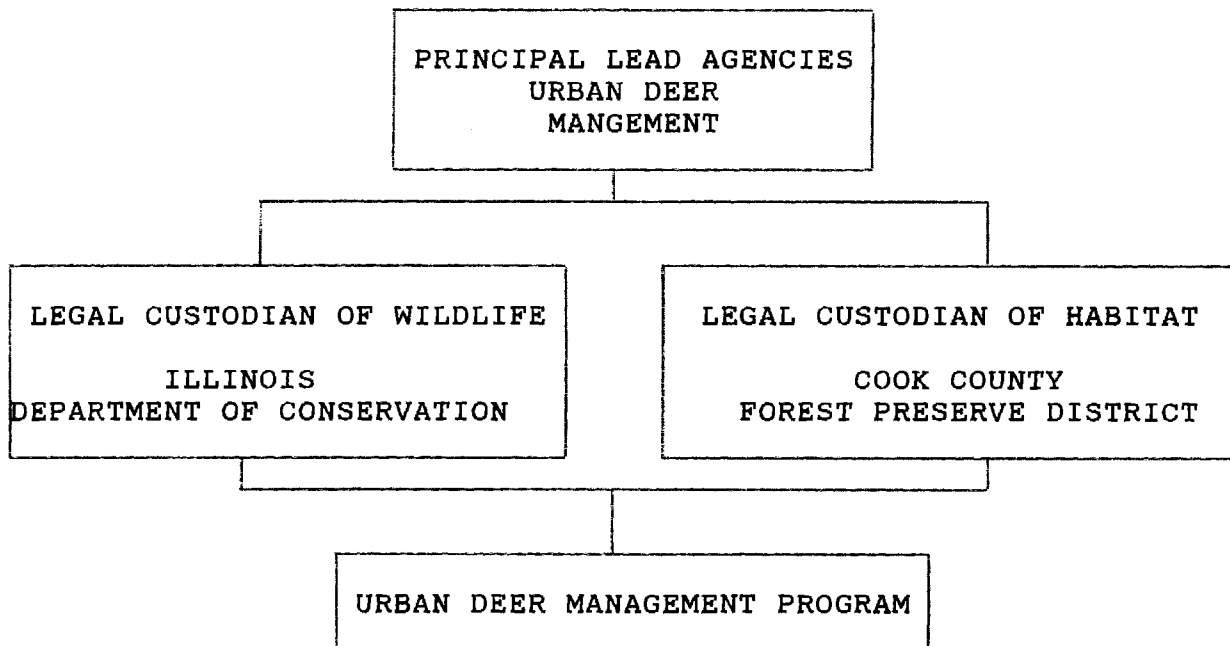 PRINCIPAL LEAD AGENCIES
URBAN DEER
MANGEMENT
LEGAL CUSTODIAN OF WILDLIFE
ILLINOIS
DEPARTMENT OF CONSERVATION
LEGAL CUSTODIAN OF HABITAT
COOK COUNTY
FOREST PRESERVE DISTRICT
URBAN DEER MANAGEMENT PROGRAM